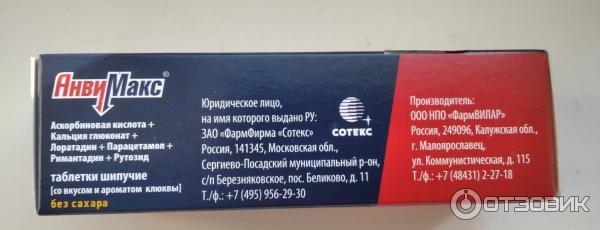 АнвиМакс®
Аскорбиновая кислота +
Кальция глюконат +
Лоратадин + Парацетамол +
Римантадин + Рутозид
таблетки шипучие
[со вкусом и ароматом клюквы]
без сахара
Юридическое лицо,
на имя которого выдано РУ:
ЗАО «ФармФирма «Сотекс»
Россия, 141345, Московская обл.,
Сергиево-Посадский муниципальный р-он,
с/п Березняковское, пос. Беликово, д. 11
Т./ф.: +7 (495) 956-29-30
СОТЕКС
Производитель:
ООО НПО «ФармВИЛАР»
Россия, 249096, Калужская обл.,
г. Малоярославец,
ул. Коммунистическая, д. 115
Т./ф.: +7 (48431) 2-27-18
ОТЗОВИК